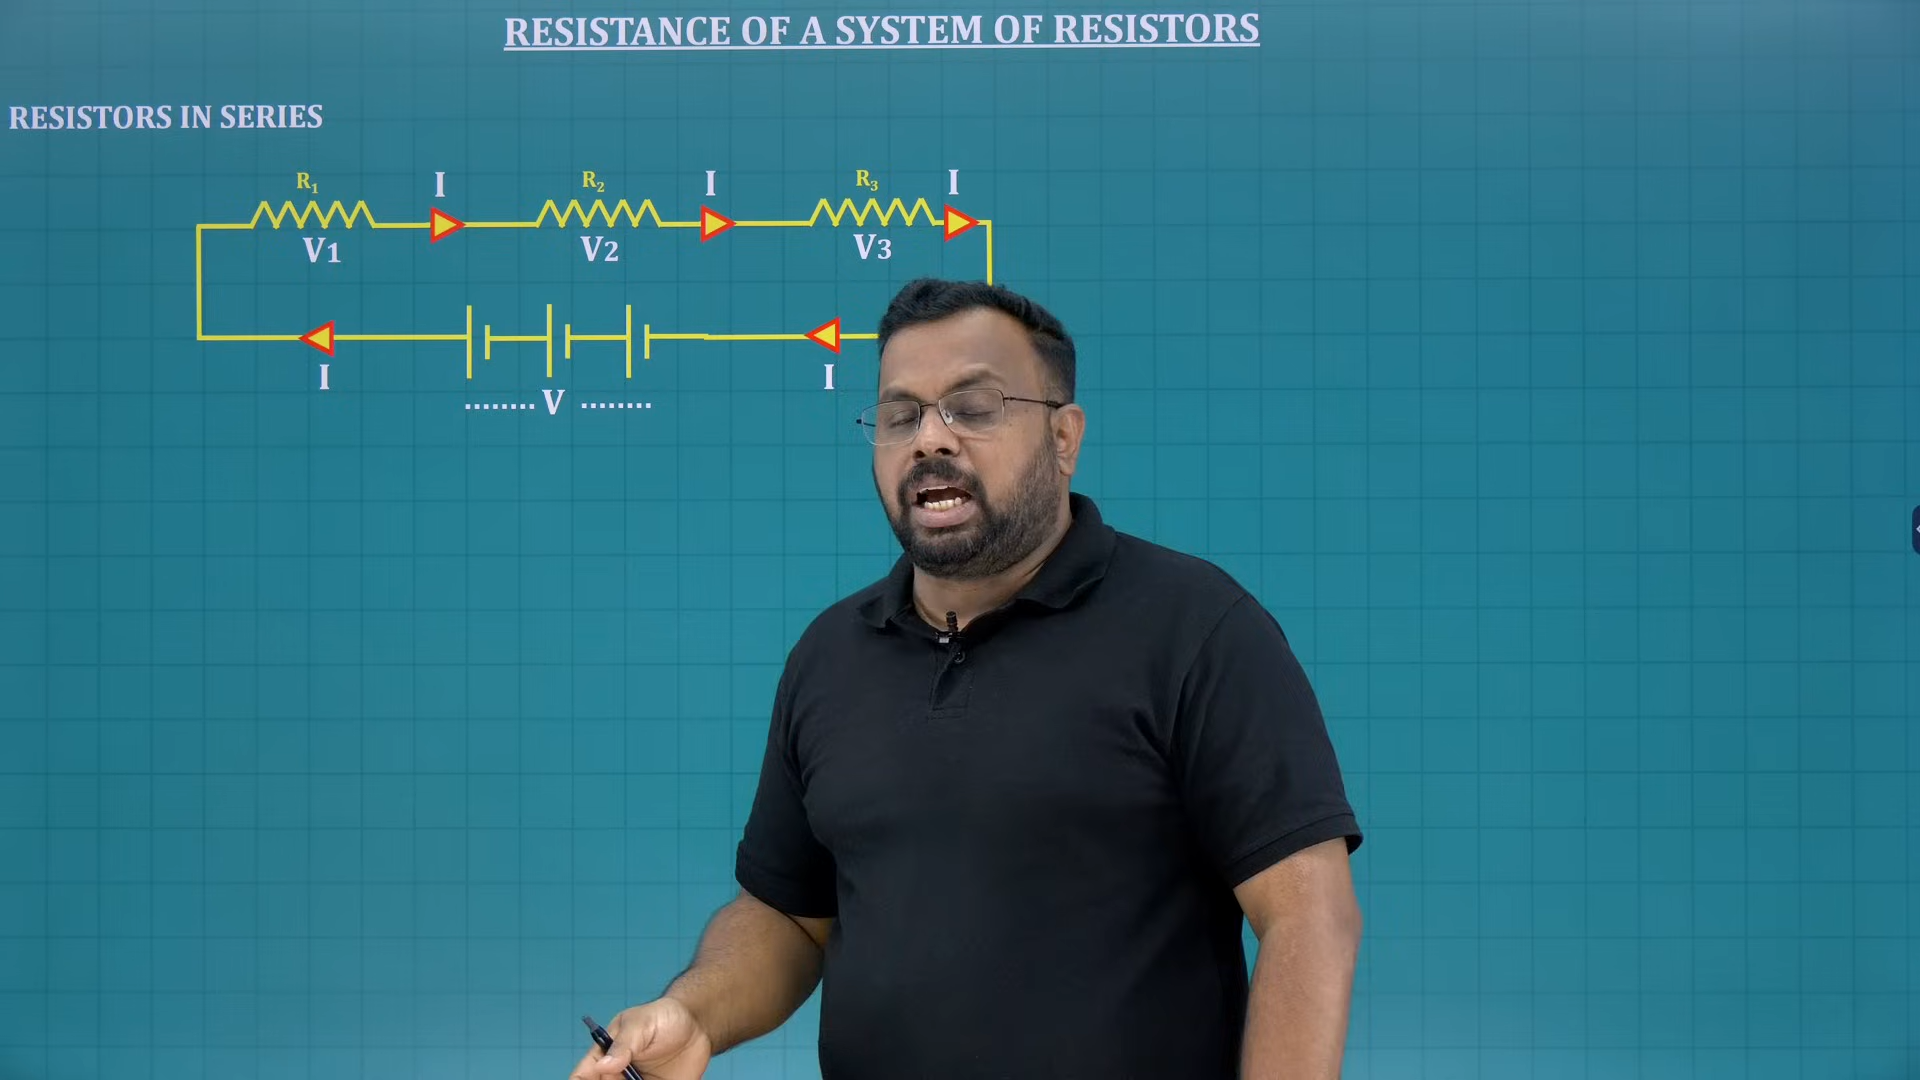 RESISTANCE OF A SYSTEM OF RESISTORS
RESISTORS IN SERIES
R₁ I R₂ I R₃ I
V1 V2 V3
I I
........ V ........